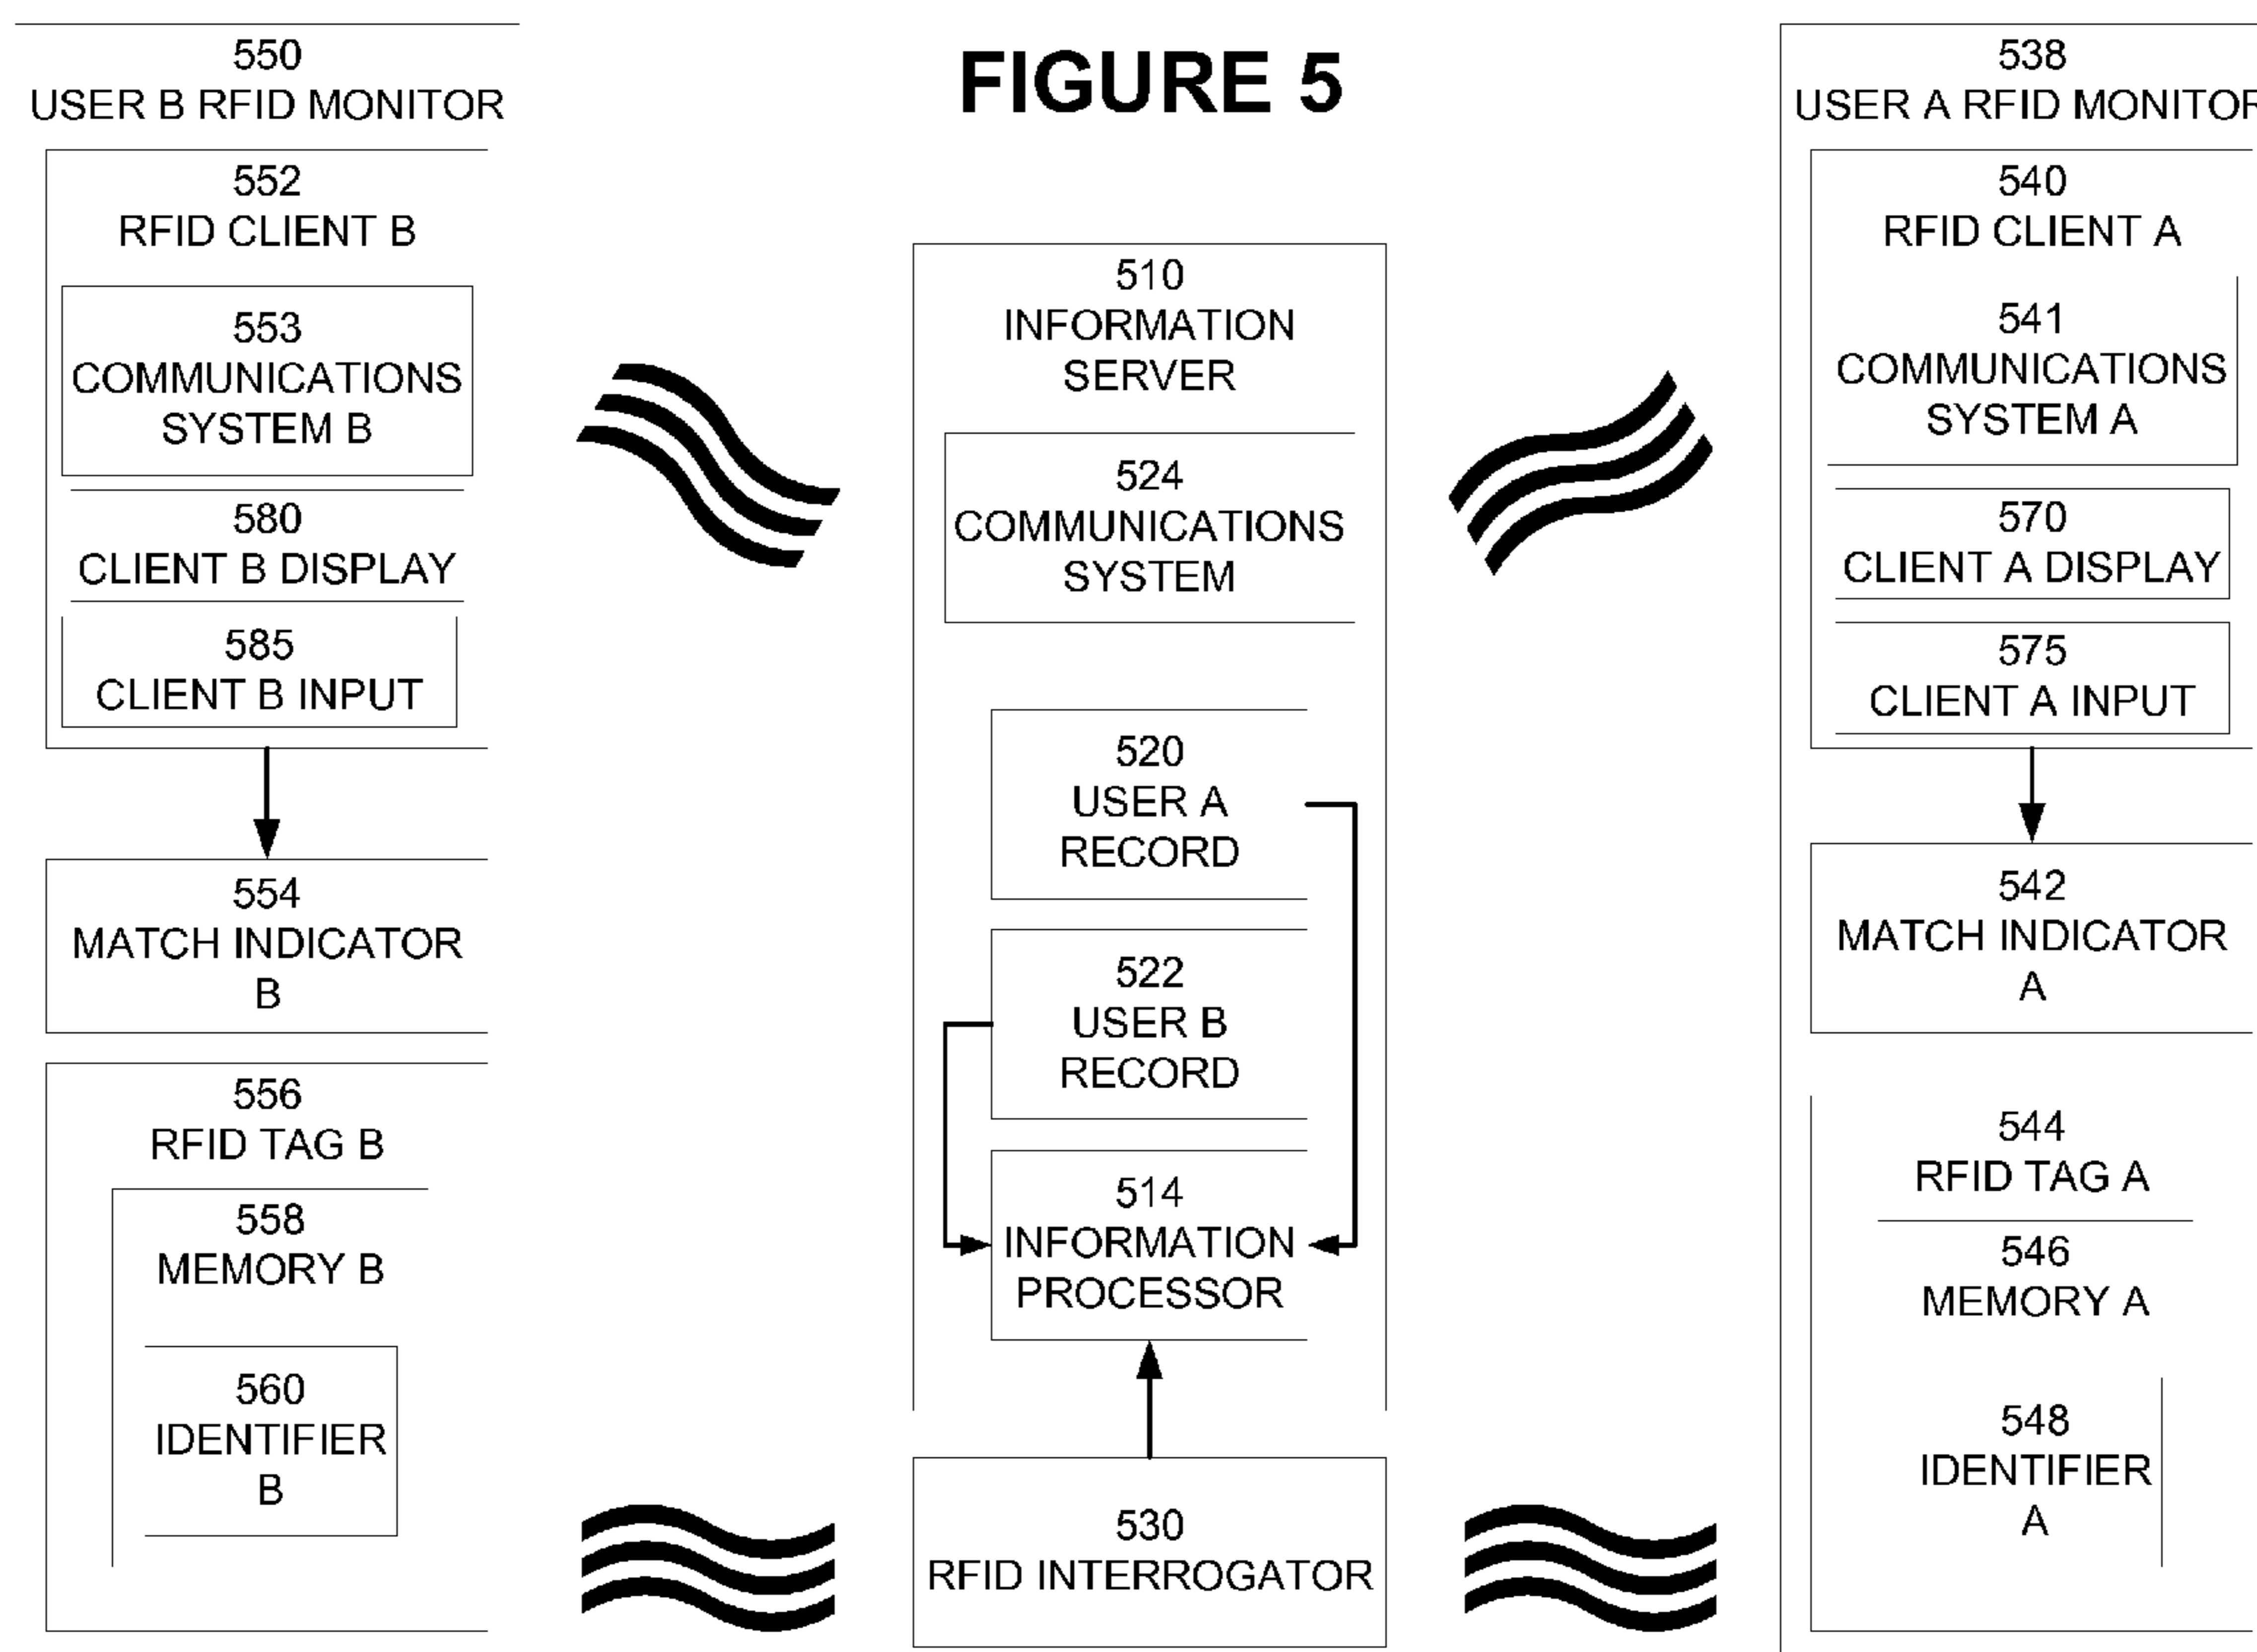 FIGURE 5
550
USER B RFID MONITOR
552
RFID CLIENT B
553
COMMUNICATIONS
SYSTEM B
580
CLIENT B DISPLAY
585
CLIENT B INPUT
554
MATCH INDICATOR
B
556
RFID TAG B
558
MEMORY B
560
IDENTIFIER
B
510
INFORMATION
SERVER
524
COMMUNICATIONS
SYSTEM
520
USER A
RECORD
522
USER B
RECORD
514
INFORMATION
PROCESSOR
530
RFID INTERROGATOR
538
USER A RFID MONITOR
540
RFID CLIENT A
541
COMMUNICATIONS
SYSTEM A
570
CLIENT A DISPLAY
575
CLIENT A INPUT
542
MATCH INDICATOR
A
544
RFID TAG A
546
MEMORY A
548
IDENTIFIER
A